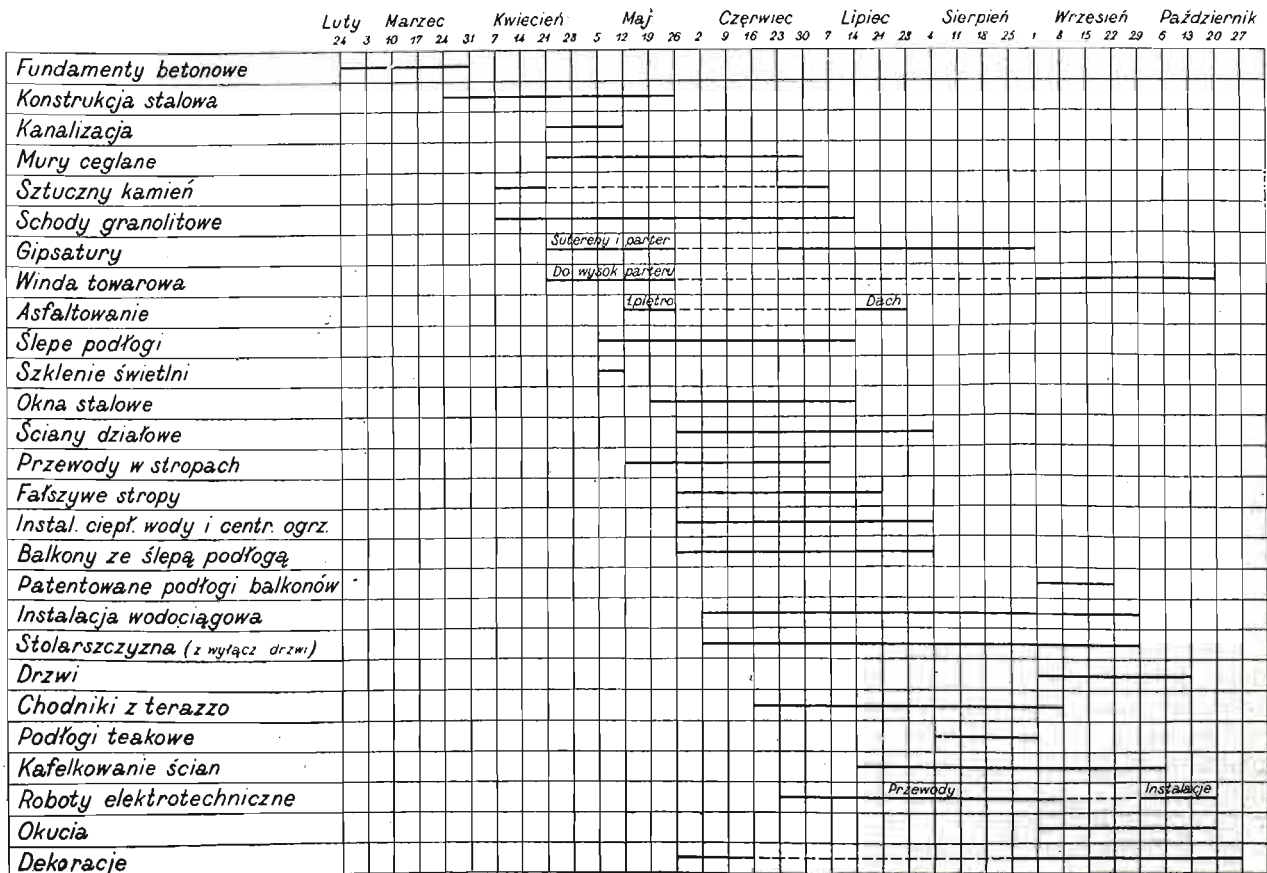 Luty Marzec Kwiecień Maj Czerwiec Lipiec Sierpień Wrzesień Październik
24 3 10 17 24 31 7 14 21 28 5 12 19 26 2 9 16 23 30 7 14 21 28 4 11 18 25 1 8 15 22 29 6 13 20 27
Fundamenty betonowe
Konstrukcja stalowa
Kanalizacja
Mury ceglane
Sztuczny kamień
Schody granolitowe
Gipsatury Sutereny i parter
Winda towarowa Do wysok parteru
Asfaltowanie 1 piętro Dach
Ślepe podłogi
Szklenie świetlni
Okna stalowe
Ściany działowe
Przewody w stropach
Fałszywe stropy
Instal. ciepł. wody i centr. ogrz.
Balkony ze ślepą podłogą
Patentowane podłogi balkonów
Instalacja wodociągowa
Stolarszczyzna (z wyłącz drzwi)
Drzwi
Chodniki z terazzo
Podłogi teakowe
Kafelkowanie ścian
Roboty elektrotechniczne Przewody Instalacje
Okucia
Dekoracje